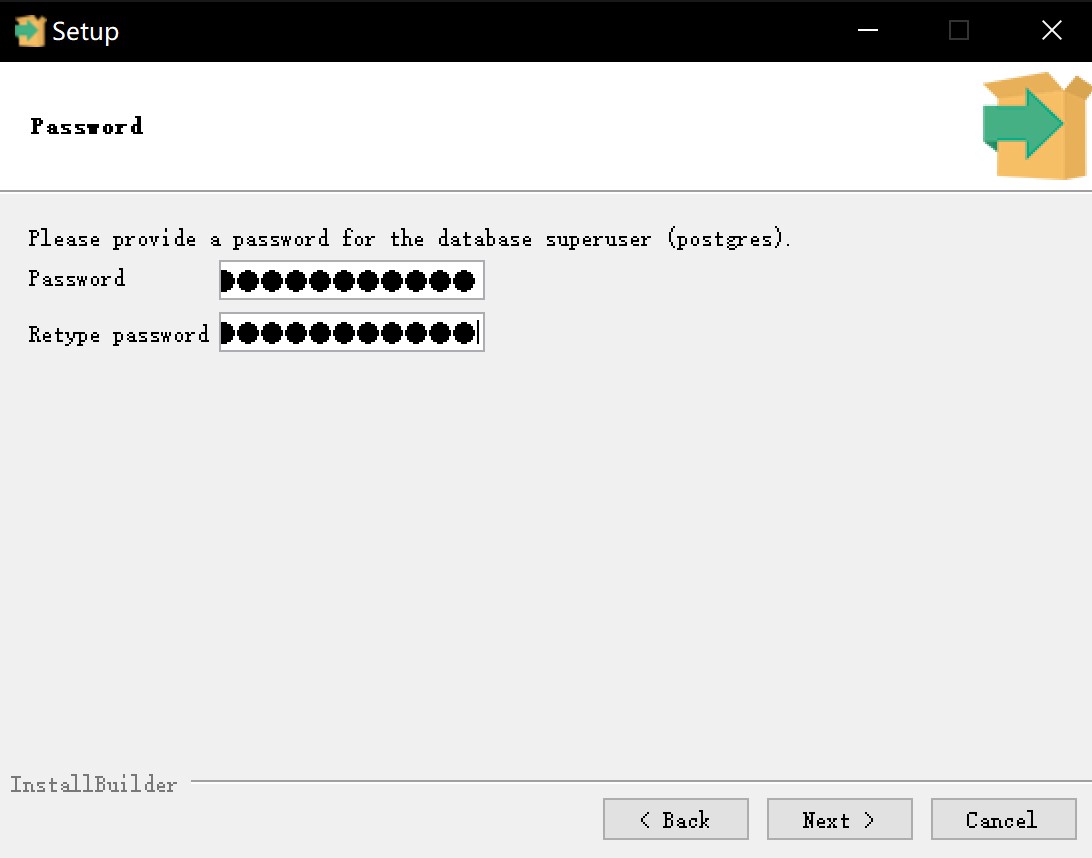 Setup
Password
Please provide a password for the database superuser (postgres).
Password ●●●●●●●●●●●
Retype password ●●●●●●●●●●●
InstallBuilder
< Back
Next >
Cancel